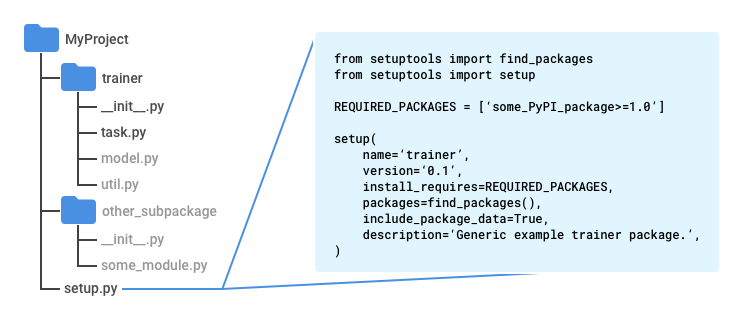 MyProject
trainer
__init__.py
task.py
model.py
util.py
other_subpackage
__init__.py
some_module.py
setup.py
from setuptools import find_packages
from setuptools import setup
REQUIRED_PACKAGES = [‘some_PyPI_package>=1.0’]
setup(
    name=‘trainer’,
    version=‘0.1’,
    install_requires=REQUIRED_PACKAGES,
    packages=find_packages(),
    include_package_data=True,
    description=‘Generic example trainer package.’,
)